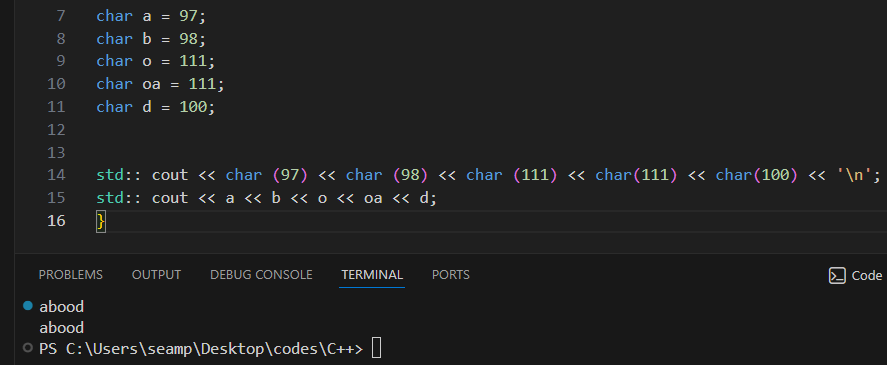 7 char a = 97;
8 char b = 98;
9 char o = 111;
10 char oa = 111;
11 char d = 100;
12
13
14 std:: cout << char (97) << char (98) << char (111) << char(111) << char(100) << '\n';
15 std:: cout << a << b << o << oa << d;
16 }
PROBLEMS OUTPUT DEBUG CONSOLE TERMINAL PORTS Code
abood
abood
PS C:\Users\seamp\Desktop\codes\C++>